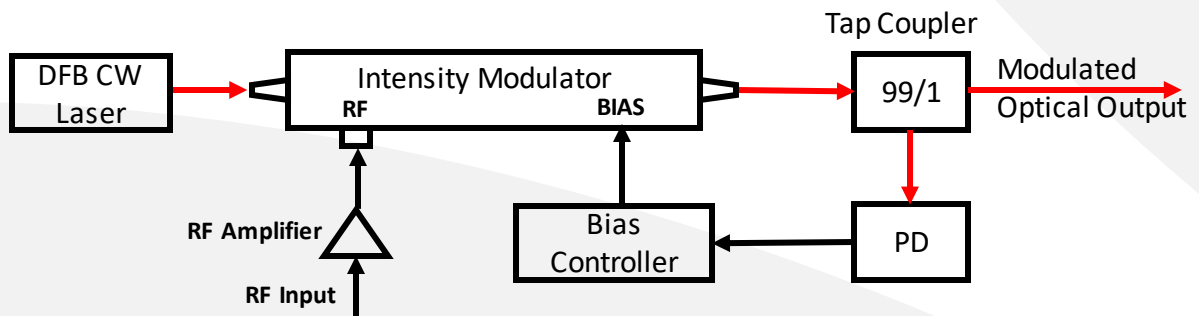 Tap Coupler
DFB CW
Laser
Intensity Modulator
RF
BIAS
99/1
Modulated
Optical Output
RF Amplifier
Bias
Controller
PD
RF Input